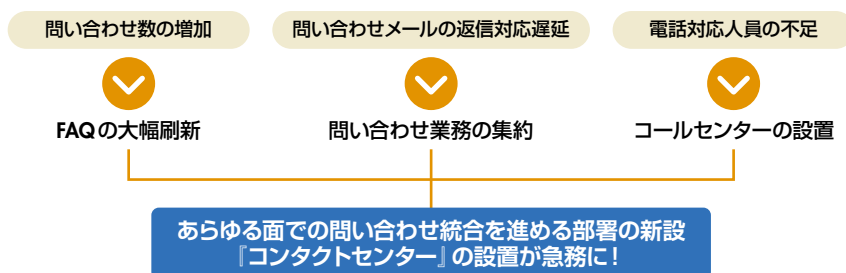 問い合わせ数の増加
問い合わせメールの返信対応遅延
電話対応人員の不足
FAQの大幅刷新
問い合わせ業務の集約
コールセンターの設置
あらゆる面での問い合わせ統合を進める部署の新設
『コンタクトセンター』の設置が急務に！